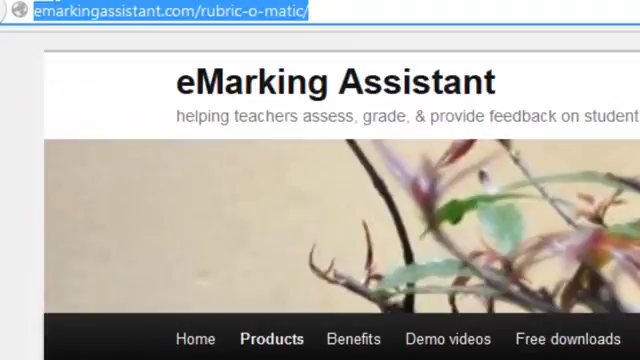 emarkingassistant.com/rubric-o-matic/
eMarking Assistant
helping teachers assess, grade, & provide feedback on student
Home Products Benefits Demo videos Free downloads